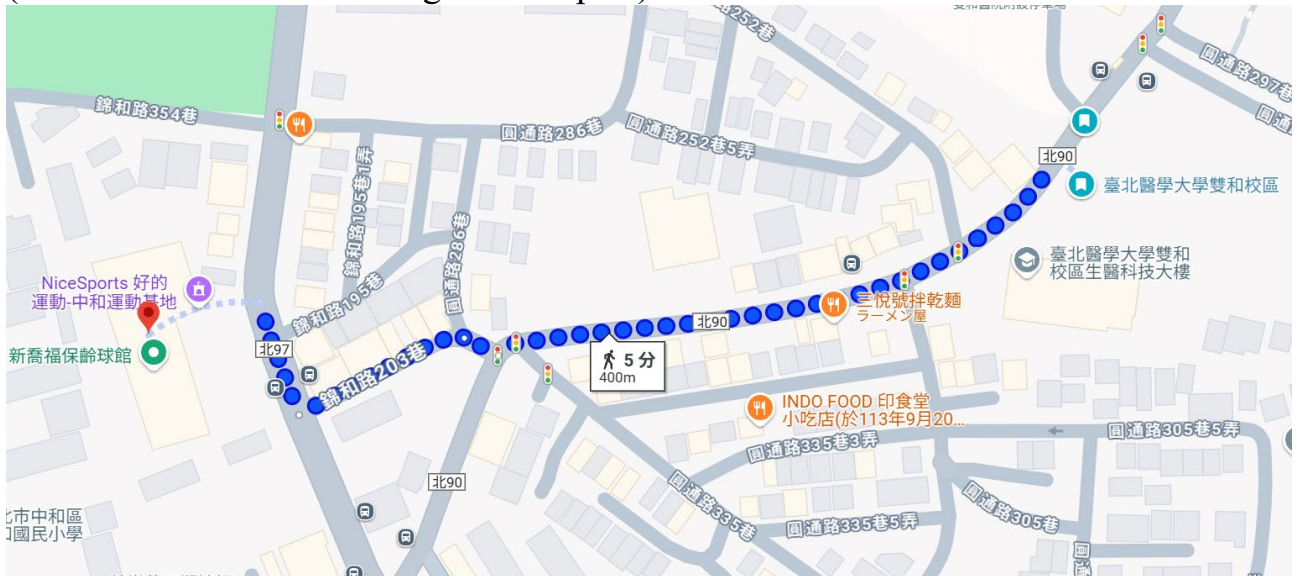 圓通路252巷
圓通路297巷
錦和路354巷
圓通路286巷
圓通路252巷5弄
北90
臺北醫學大學雙和校區
錦和路195巷1弄
圓通路286巷
臺北醫學大學雙和
校區生醫科技大樓
NiceSports 好的
運動-中和運動基地
錦和路195巷
三悅號拌乾麵
ラーメン屋
北90
新喬福保齡球館
北97
5 分
400m
錦和路203巷
INDO FOOD 印食堂
小吃店(於113年9月20...
圓通路335巷3弄
圓通路305巷5弄
北90
圓通路335巷
圓通路305巷
圓通路335巷5弄